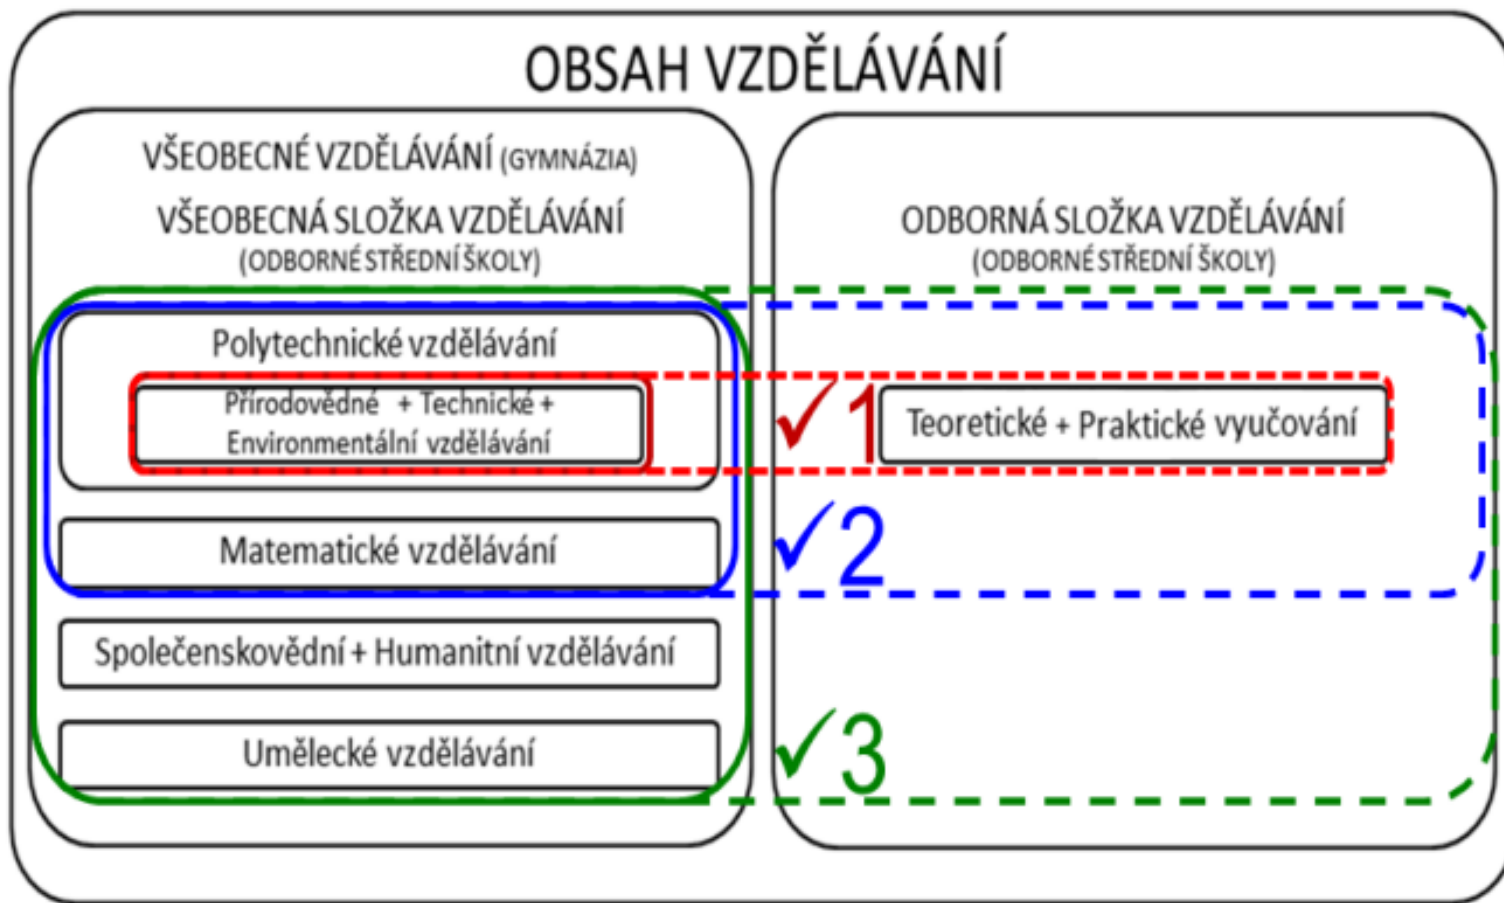 OBSAH VZDĚLÁVÁNÍ
VŠEOBECNÉ VZDĚLÁVÁNÍ (GYMNÁZIA)
VŠEOBECNÁ SLOŽKA VZDĚLÁVÁNÍ
(ODBORNÉ STŘEDNÍ ŠKOLY)
Polytechnické vzdělávání
Přírodovědné + Technické +
Environmentální vzdělávání
Matematické vzdělávání
Společenskovědní + Humanitní vzdělávání
Umělecké vzdělávání
✓1
✓2
✓3
ODBORNÁ SLOŽKA VZDĚLÁVÁNÍ
(ODBORNÉ STŘEDNÍ ŠKOLY)
Teoretické + Praktické vyučování